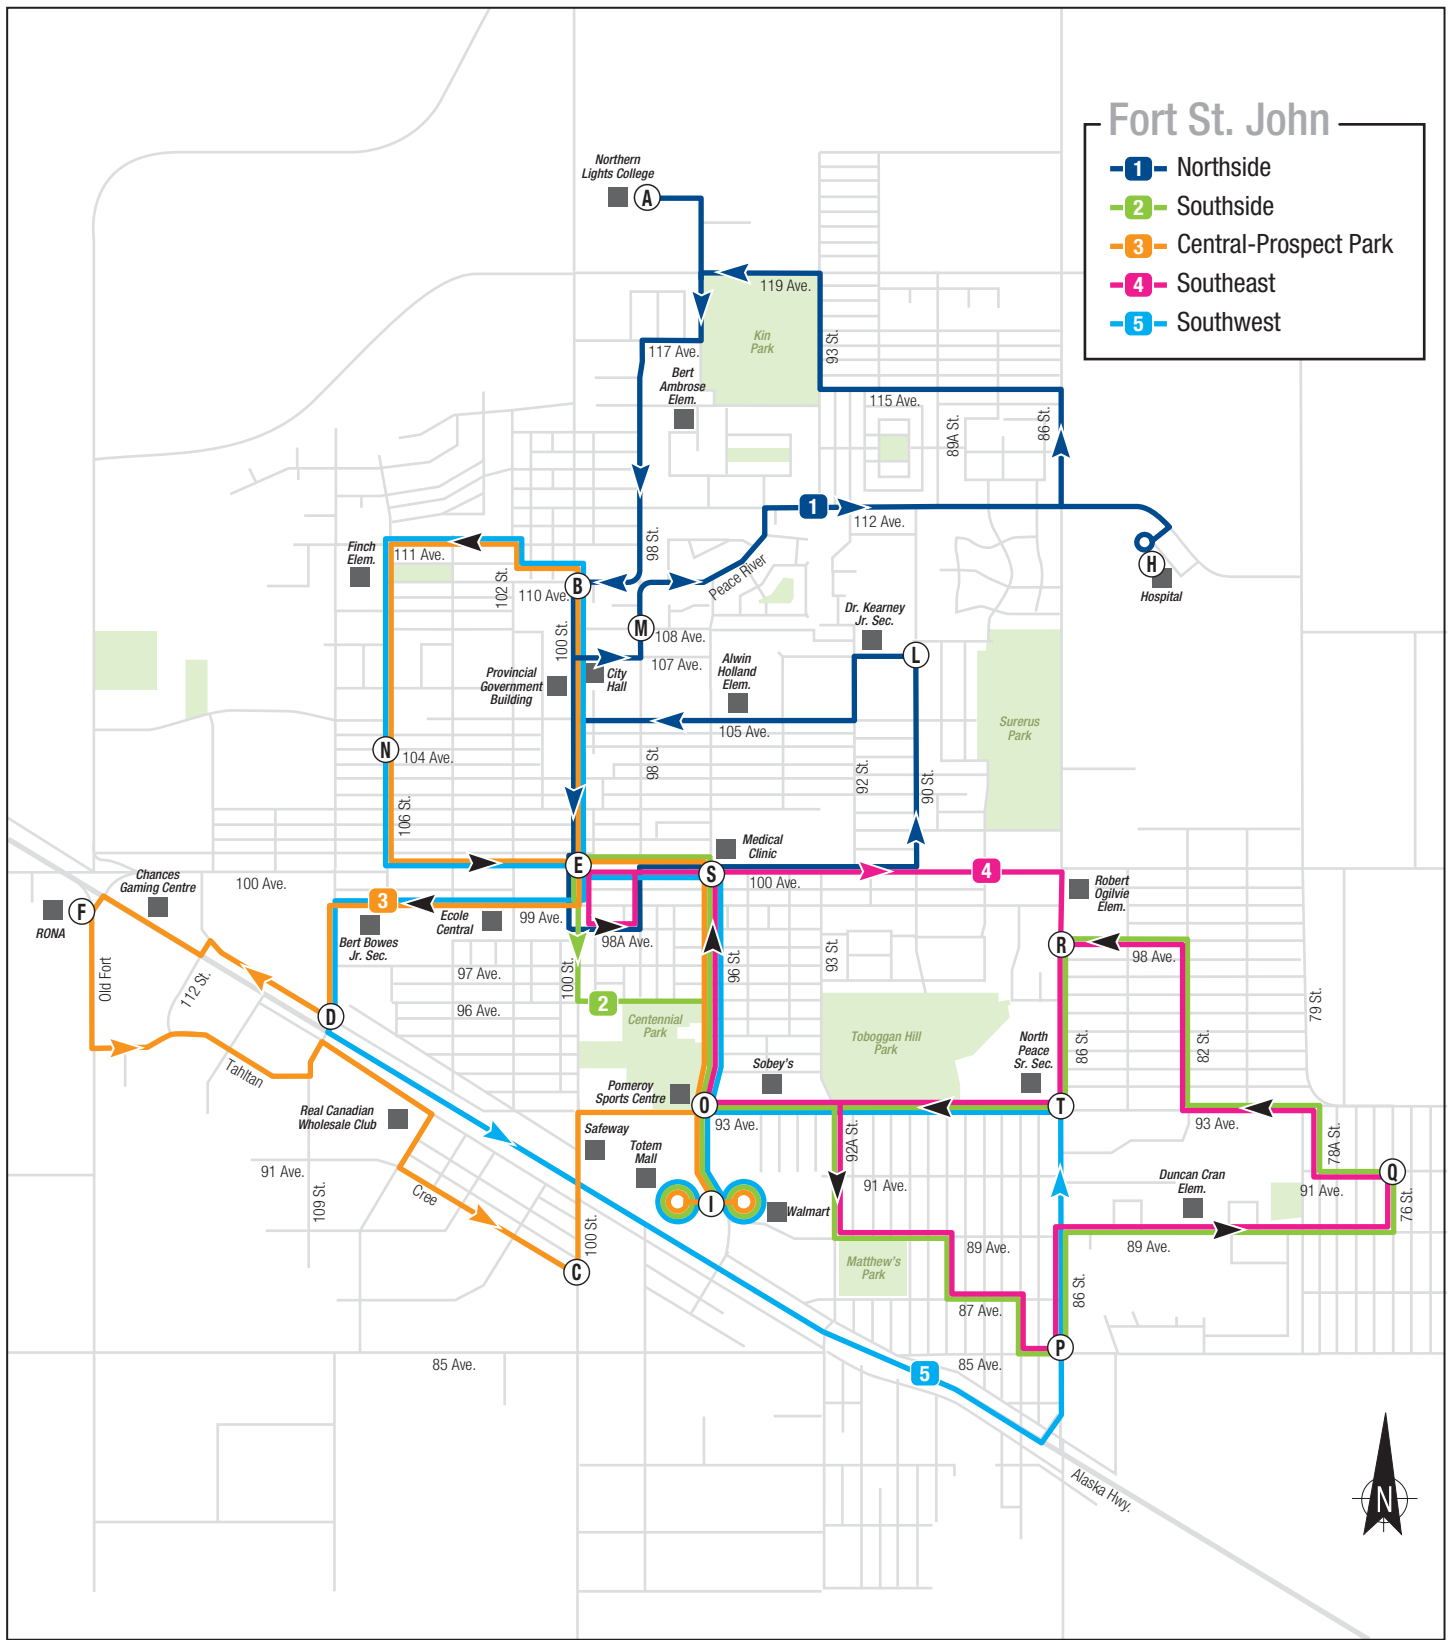 Fort St. John
1 Northside
2 Southside
3 Central-Prospect Park
4 Southeast
5 Southwest
Northern
Lights College
A
119 Ave.
Kin
Park
93 St.
117 Ave.
Bert
Ambrose
Elem.
115 Ave.
89A St.
86 St.
1
112 Ave.
98 St.
Finch
Elem.
111 Ave.
102 St.
110 Ave.
B
Peace River
H
Hospital
Dr. Kearney
Jr. Sec.
M
108 Ave.
100 St.
107 Ave.
L
Provincial
Government
Building
City
Hall
Alwin
Holland
Elem.
105 Ave.
Surerus
Park
N
104 Ave.
98 St.
92 St.
90 St.
106 St.
Medical
Clinic
E
S
100 Ave.
4
Robert
Ogilvie
Elem.
Chances
Gaming Centre
100 Ave.
F
RONA
3
Bert Bowes
Jr. Sec.
Ecole
Central
99 Ave.
98A Ave.
R
98 Ave.
97 Ave.
100 St.
96 St.
93 St.
Old Fort
112 St.
96 Ave.
2
Centennial
Park
D
Toboggan Hill
Park
North
Peace
Sr. Sec.
86 St.
82 St.
79 St.
Tahltan
Sobey's
Pomeroy
Sports Centre
O
93 Ave.
T
Real Canadian
Wholesale Club
Safeway
Totem
Mall
92A St.
93 Ave.
78A St.
91 Ave.
109 St.
Cree
91 Ave.
Duncan Cran
Elem.
91 Ave.
Q
76 St.
I
Walmart
100 St.
89 Ave.
89 Ave.
C
Matthew's
Park
86 St.
87 Ave.
P
85 Ave.
85 Ave.
5
Alaska Hwy.
N